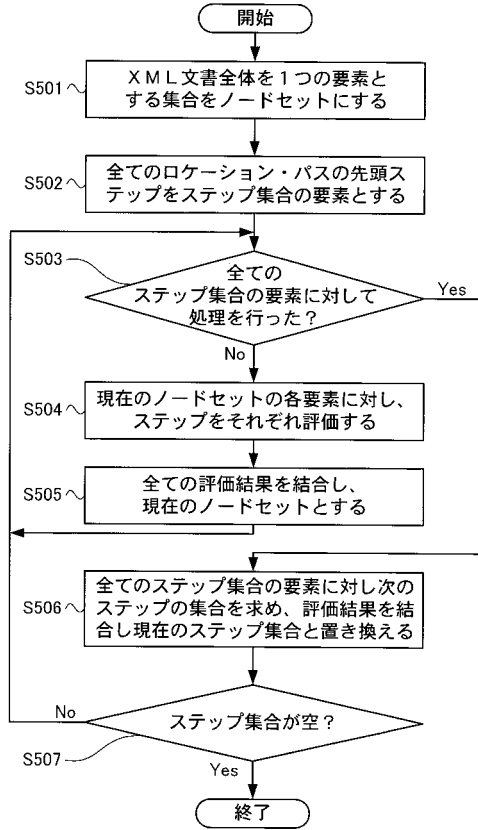 開始
S501
XML文書全体を1つの要素と
する集合をノードセットにする
S502
全てのロケーション・パスの先頭ス
テップをステップ集合の要素とする
S503
全ての
ステップ集合の要素に対して
処理を行った?
Yes
No
S504
現在のノードセットの各要素に対し、
ステップをそれぞれ評価する
S505
全ての評価結果を結合し、
現在のノードセットとする
S506
全てのステップ集合の要素に対し次の
ステップの集合を求め、評価結果を結
合し現在のステップ集合と置き換える
No
ステップ集合が空?
S507
Yes
終了